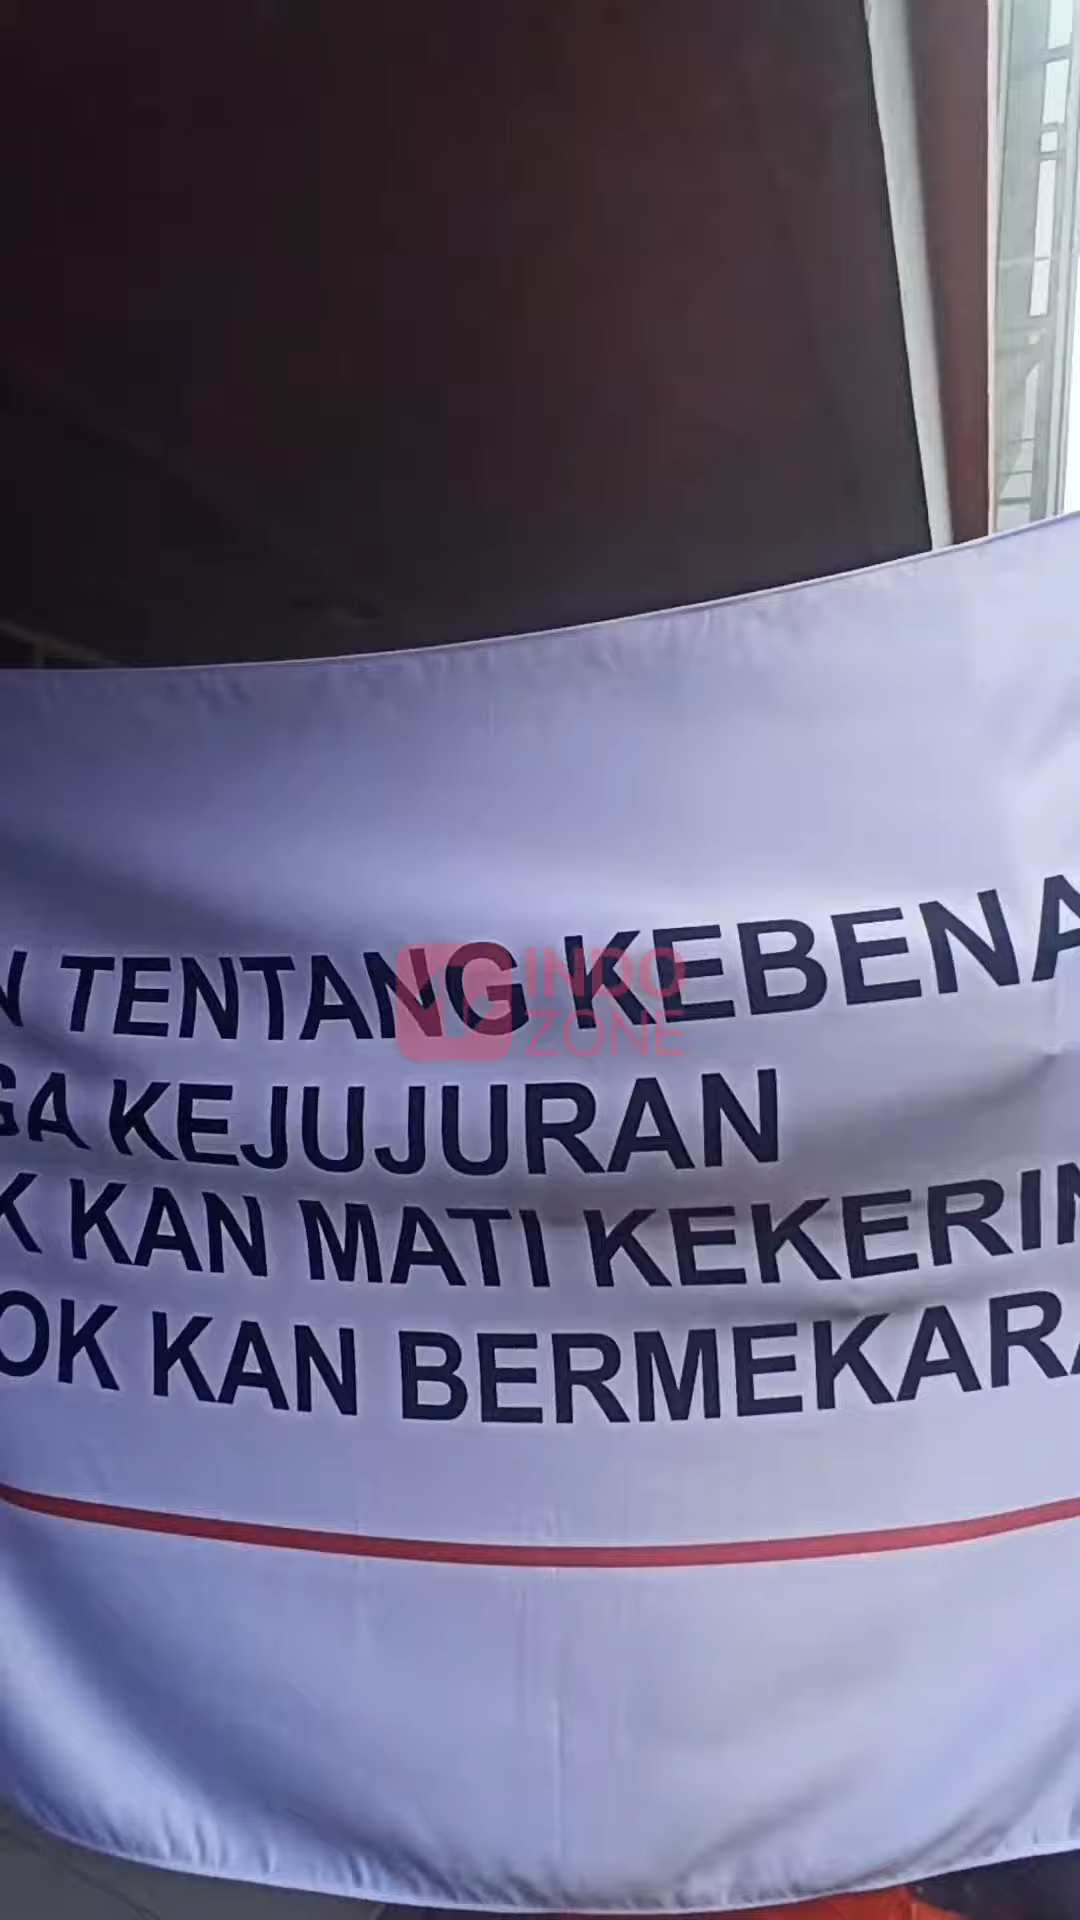 N TENTANG KEBENA
GA KEJUJURAN
K KAN MATI KEKERIN
OK KAN BERMEKARA
INDO
ZONE